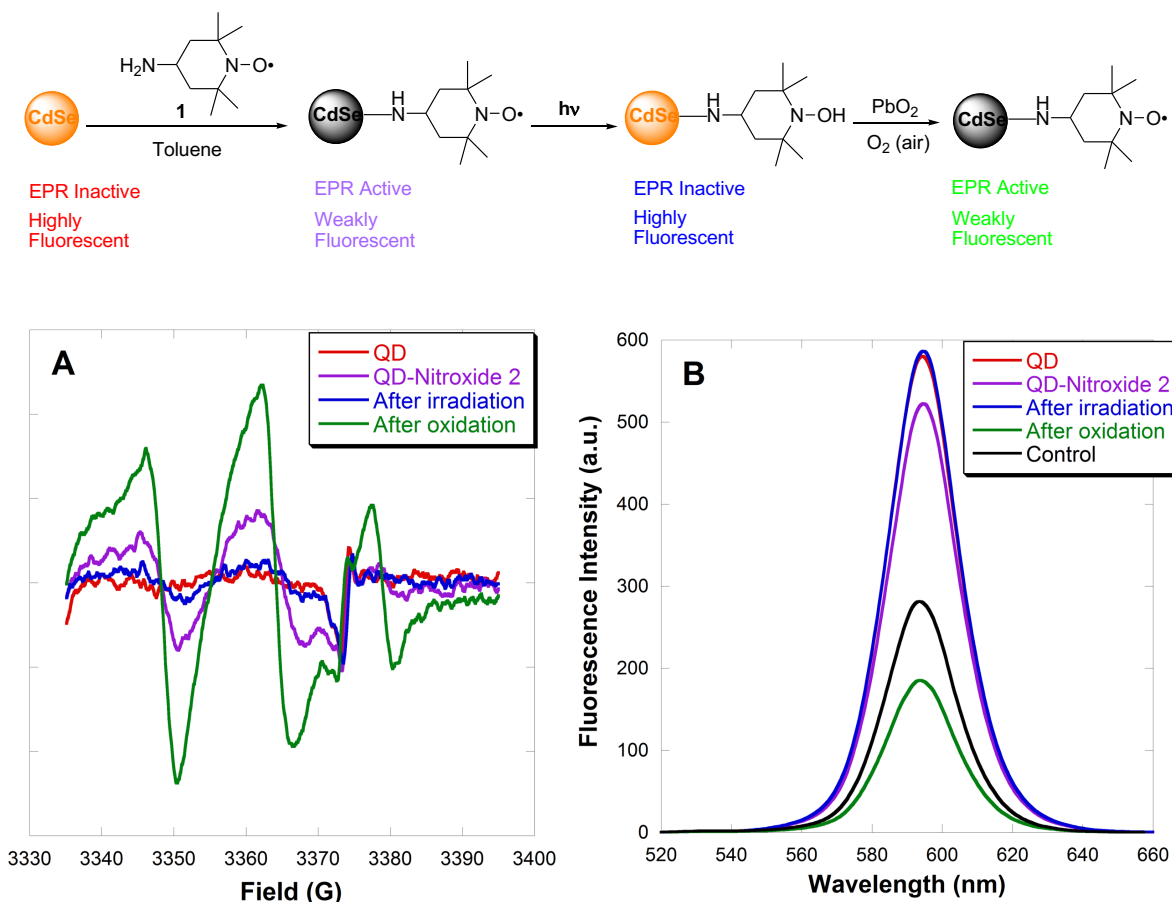 H₂N
N
O•
1
Toluene
CdSe
CdSe
H
N
N
O•
hν
CdSe
H
N
N
OH
PbO₂
O₂ (air)
CdSe
H
N
N
O•
EPR Inactive
Highly
Fluorescent
EPR Active
Weakly
Fluorescent
EPR Inactive
Highly
Fluorescent
EPR Active
Weakly
Fluorescent
A
QD
QD-Nitroxide 2
After irradiation
After oxidation
3330 3340 3350 3360 3370 3380 3390 3400
Field (G)
B
QD
QD-Nitroxide 2
After irradiation
After oxidation
Control
Fluorescence Intensity (a.u.)
600
500
400
300
200
100
0
520 540 560 580 600 620 640 660
Wavelength (nm)